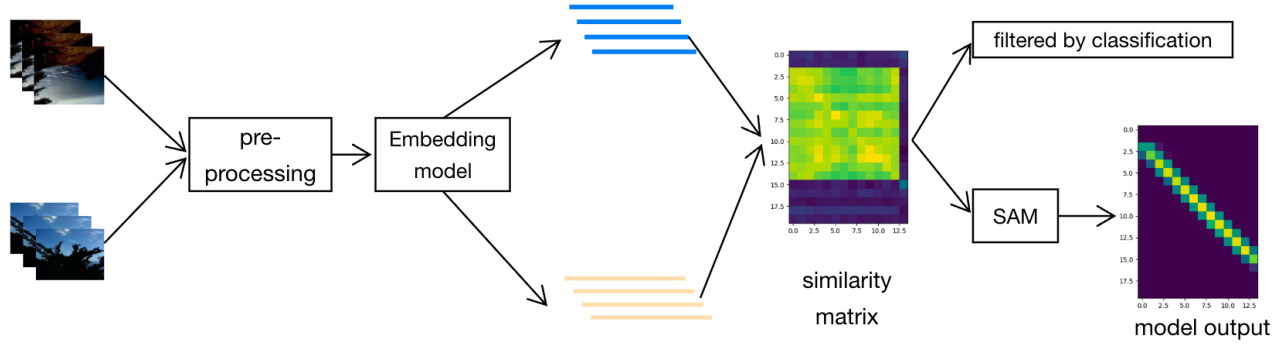 pre-
processing
Embedding
model
0.0
2.5
5.0
7.5
10.0
12.5
15.0
17.5
0.0 2.5 5.0 7.5 10.0 12.5
similarity
matrix
filtered by classification
SAM
0.0
2.5
5.0
7.5
10.0
12.5
15.0
17.5
0.0 2.5 5.0 7.5 10.0 12.5
model output